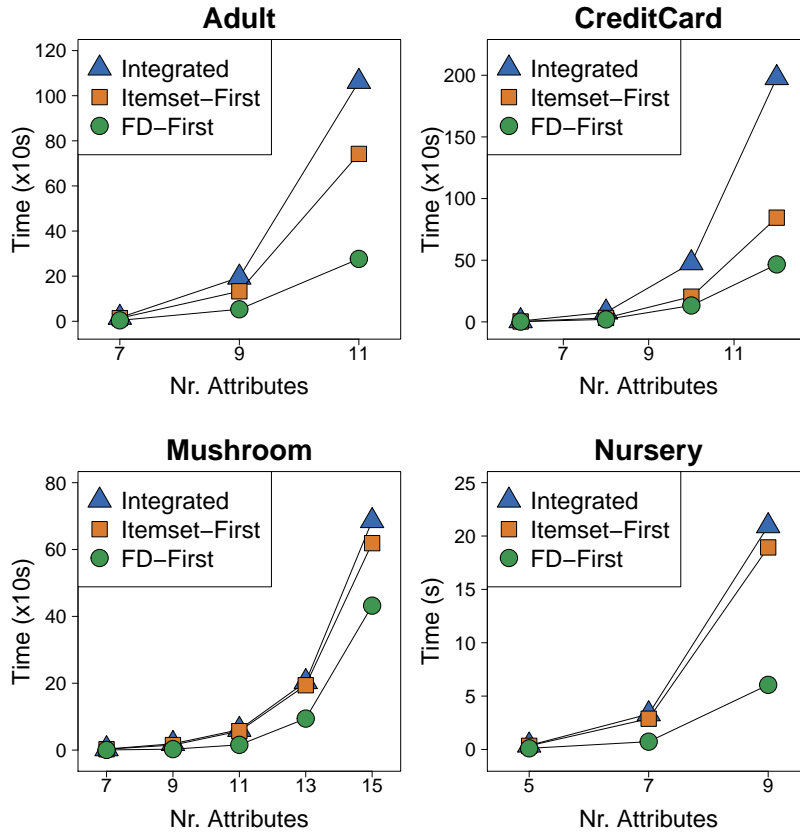 Adult
Time (x10s)
120
100
80
60
40
20
0
Integrated
Itemset−First
FD−First
7 9 11
Nr. Attributes
CreditCard
Time (x10s)
200
150
100
50
0
Integrated
Itemset−First
FD−First
7 9 11
Nr. Attributes
Mushroom
Time (x10s)
80
60
40
20
0
Integrated
Itemset−First
FD−First
7 9 11 13 15
Nr. Attributes
Nursery
Time (s)
25
20
15
10
5
0
Integrated
Itemset−First
FD−First
5 7 9
Nr. Attributes